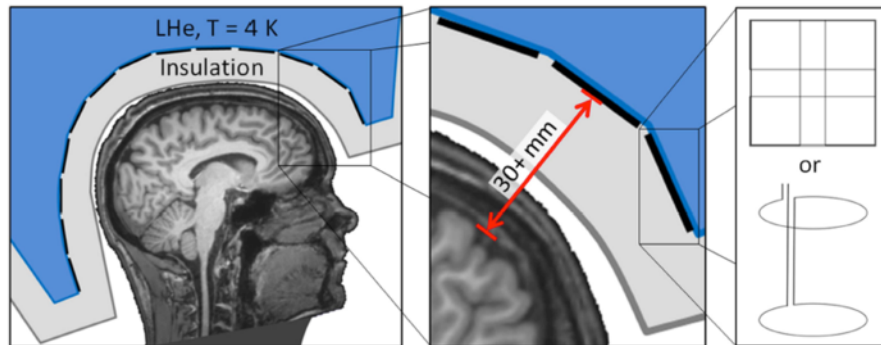 LHe, T = 4 K
Insulation
30+ mm
or